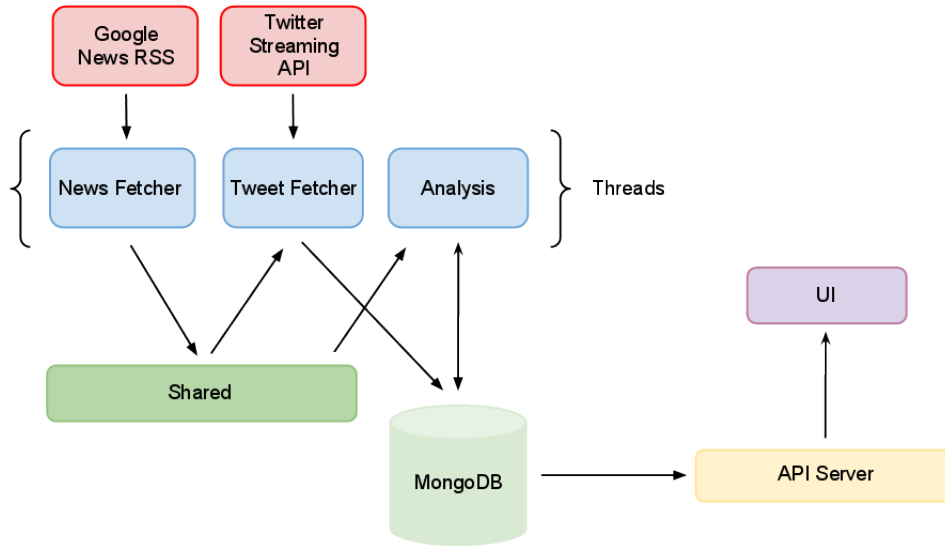 Google
News RSS
Twitter
Streaming
API
News Fetcher
Tweet Fetcher
Analysis
Threads
UI
Shared
MongoDB
API Server